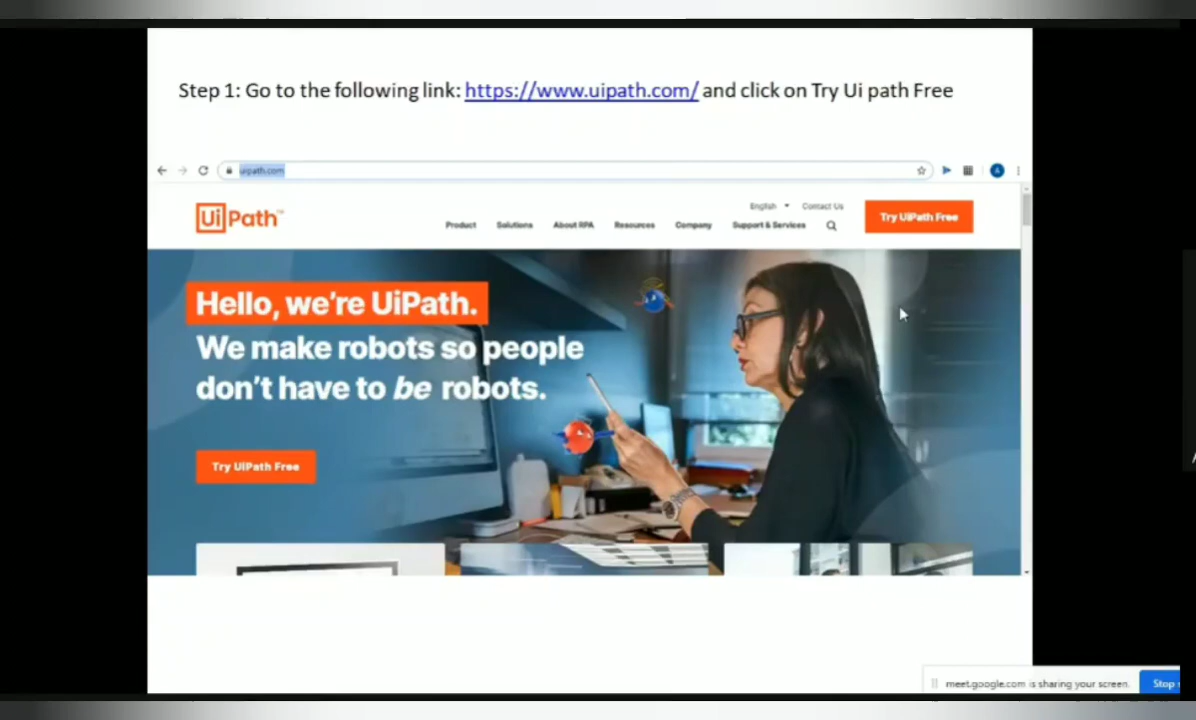 Step 1: Go to the following link: https://www.uipath.com/ and click on Try Ui path Free
uipath.com
English
Contact Us
UiPath™
Product
Solutions
About RPA
Resources
Company
Support & Services
Try UiPath Free
Hello, we're UiPath.
We make robots so people
don't have to be robots.
Try UiPath Free
meet.google.com is sharing your screen.
Stop